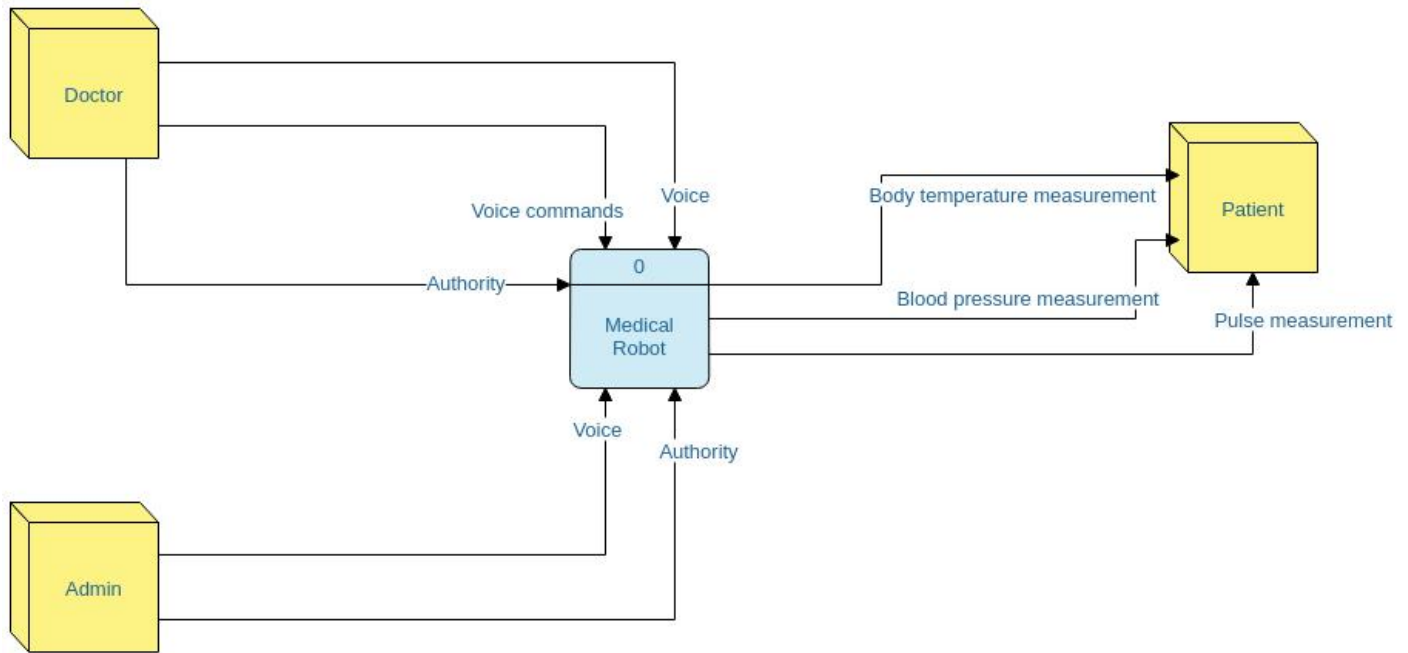 Doctor
Voice commands
Voice
Body temperature measurement
Patient
Authority
0
Medical
Robot
Blood pressure measurement
Pulse measurement
Voice
Authority
Admin